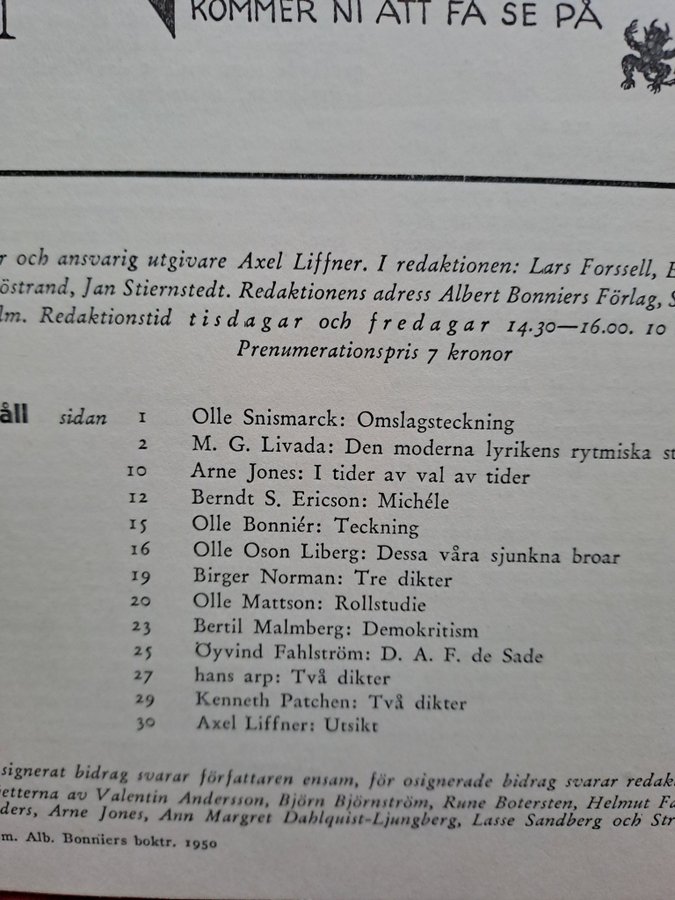 KOMMER NI ATT FÅ SE PÅ
och ansvarig utgivare Axel Liffner. I redaktionen: Lars Forssell,
östrand, Jan Stiernstedt. Redaktionens adress Albert Bonniers Förlag, S
lm. Redaktionstid tisdagar och fredagar 14.30—16.00. 10
Prenumerationspris 7 kronor
åll sidan 1 Olle Snismarck: Omslagsteckning
2 M. G. Livada: Den moderna lyrikens rytmiska st
10 Arne Jones: I tider av val av tider
12 Berndt S. Ericson: Michéle
15 Olle Bonniér: Teckning
16 Olle Oson Liberg: Dessa våra sjunkna broar
19 Birger Norman: Tre dikter
20 Olle Mattson: Rollstudie
23 Bertil Malmberg: Demokritism
25 Öyvind Fahlström: D. A. F. de Sade
27 hans arp: Två dikter
29 Kenneth Patchen: Två dikter
30 Axel Liffner: Utsikt
signerat bidrag svarar författaren ensam, för osignerade bidrag svarar redak
etterna av Valentin Andersson, Björn Björnström, Rune Botersten, Helmut Fa
ders, Arne Jones, Ann Margret Dahlquist-Ljungberg, Lasse Sandberg och Str
m. Alb. Bonniers boktr. 1950